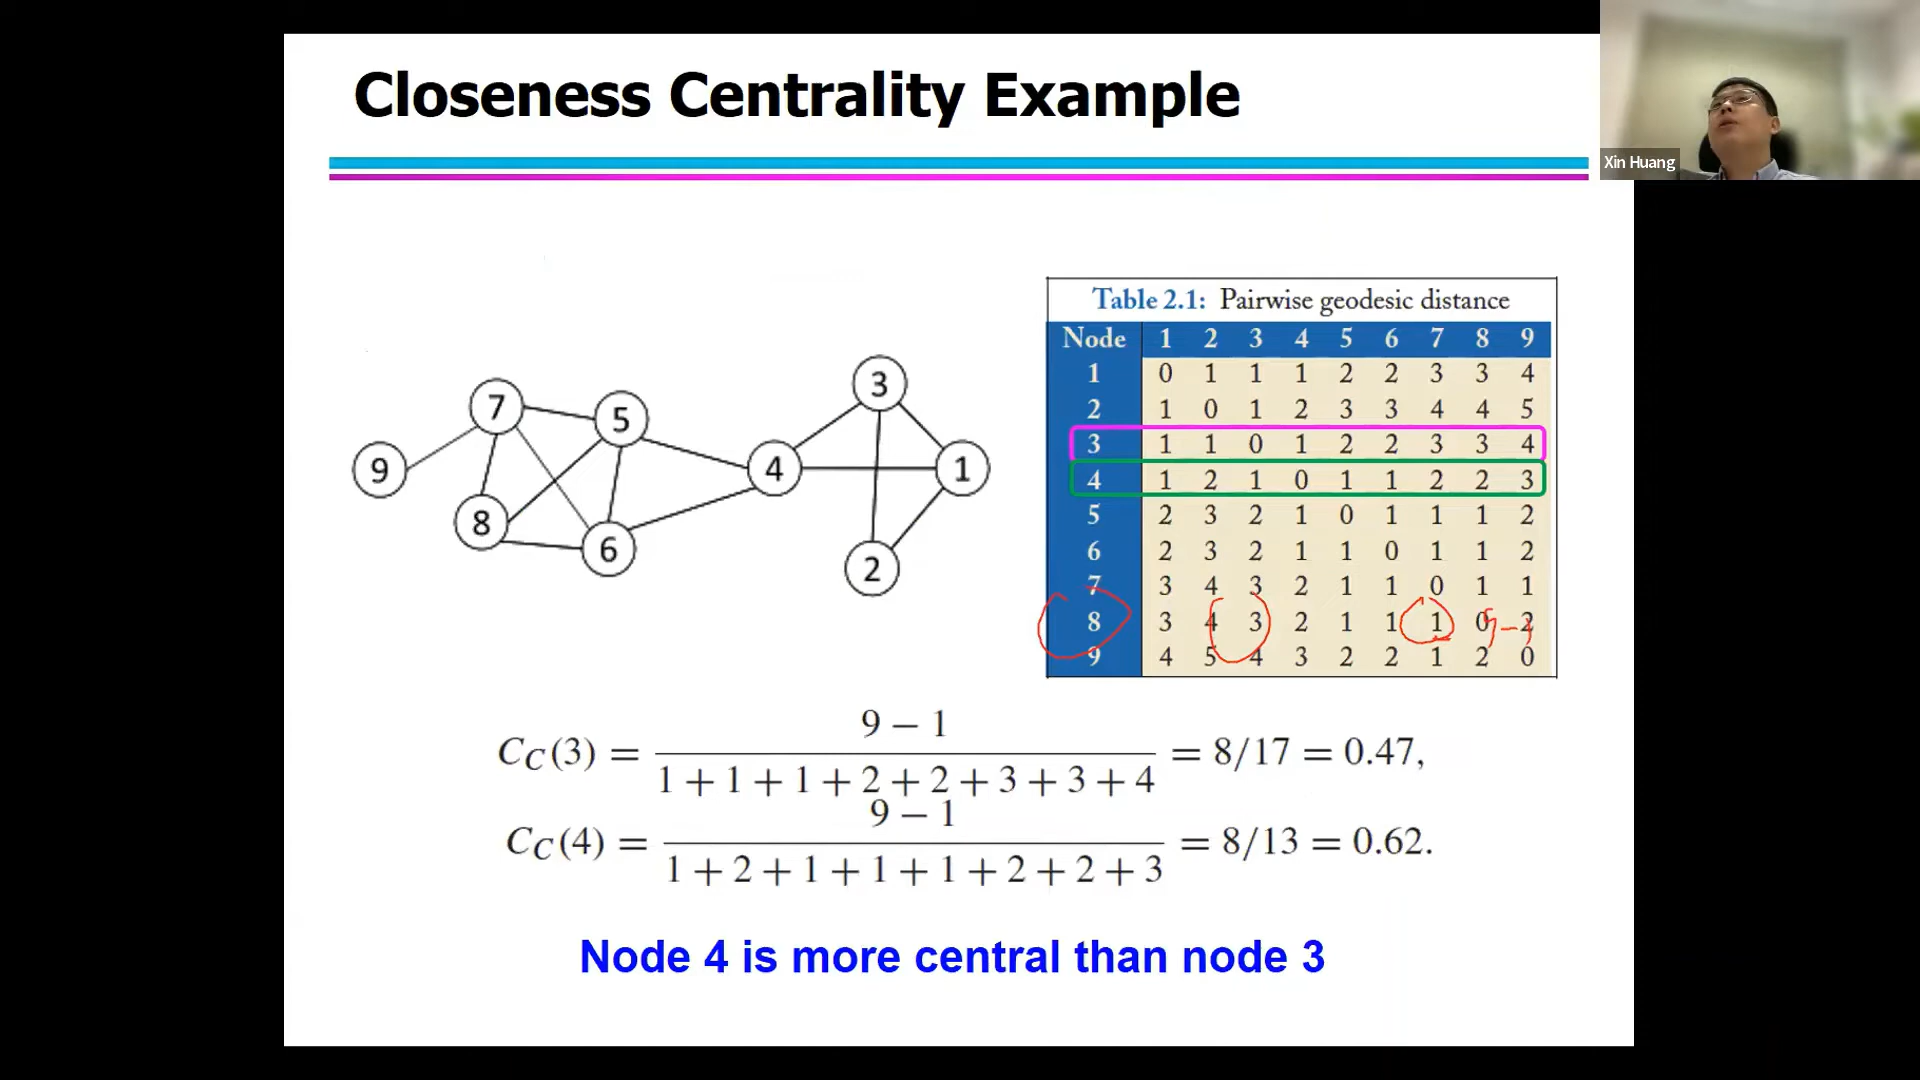 Closeness Centrality Example
Xin Huang
3
7
5
9
4
1
8
6
2
Table 2.1: Pairwise geodesic distance
Node 1 2 3 4 5 6 7 8 9
1 0 1 1 1 2 2 3 3 4
2 1 0 1 2 3 3 4 4 5
3 1 1 0 1 2 2 3 3 4
4 1 2 1 0 1 1 2 2 3
5 2 3 2 1 0 1 1 1 2
6 2 3 2 1 1 0 1 1 2
7 3 4 3 2 1 1 0 1 1
8 3 4 3 2 1 1 1 0 2
9 4 5 4 3 2 2 1 2 0
9 − 1
C_C(3) = = 8/17 = 0.47,
1 + 1 + 1 + 2 + 2 + 3 + 3 + 4
9 − 1
C_C(4) = = 8/13 = 0.62.
1 + 2 + 1 + 1 + 1 + 2 + 2 + 3
Node 4 is more central than node 3